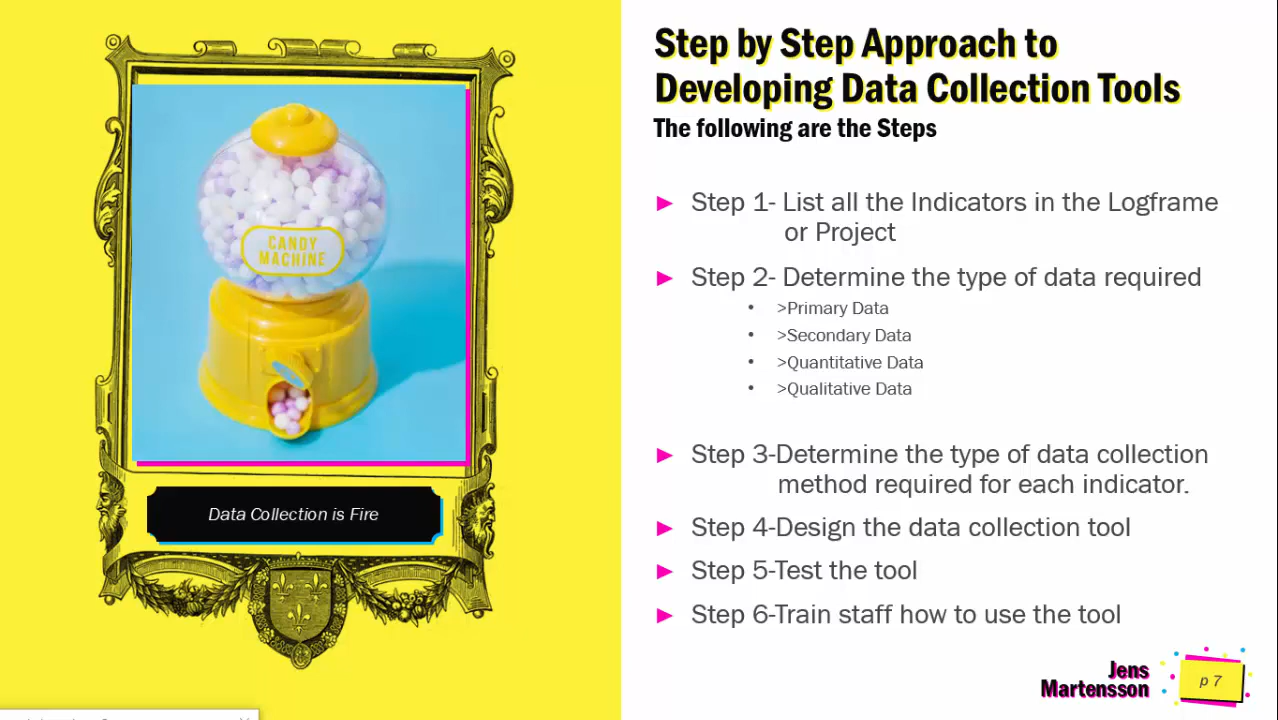 CANDY
MACHINE
Data Collection is Fire
Step by Step Approach to
Developing Data Collection Tools
The following are the Steps
► Step 1- List all the Indicators in the Logframe
or Project
► Step 2- Determine the type of data required
• >Primary Data
• >Secondary Data
• >Quantitative Data
• >Qualitative Data
► Step 3-Determine the type of data collection
method required for each indicator.
► Step 4-Design the data collection tool
► Step 5-Test the tool
► Step 6-Train staff how to use the tool
Jens
Martensson
p 7